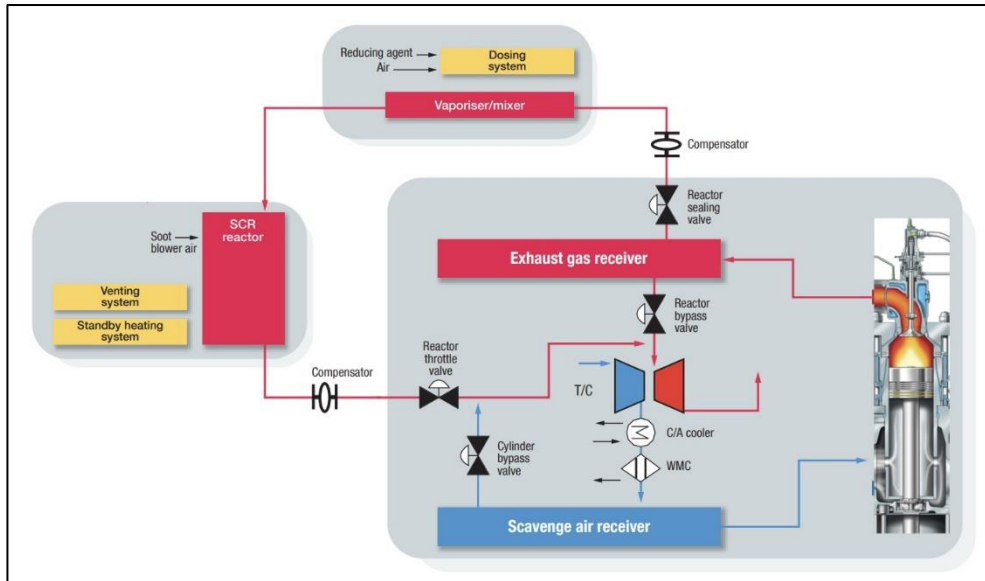 Reducing agent
Air
Dosing
system
Vaporiser/mixer
Compensator
Reactor
sealing
valve
SCR
reactor
Soot
blower air
Exhaust gas receiver
Venting
system
Standby heating
system
Reactor
bypass
valve
Compensator
Reactor
throttle
valve
T/C
C/A cooler
Cylinder
bypass
valve
WMC
Scavenge air receiver